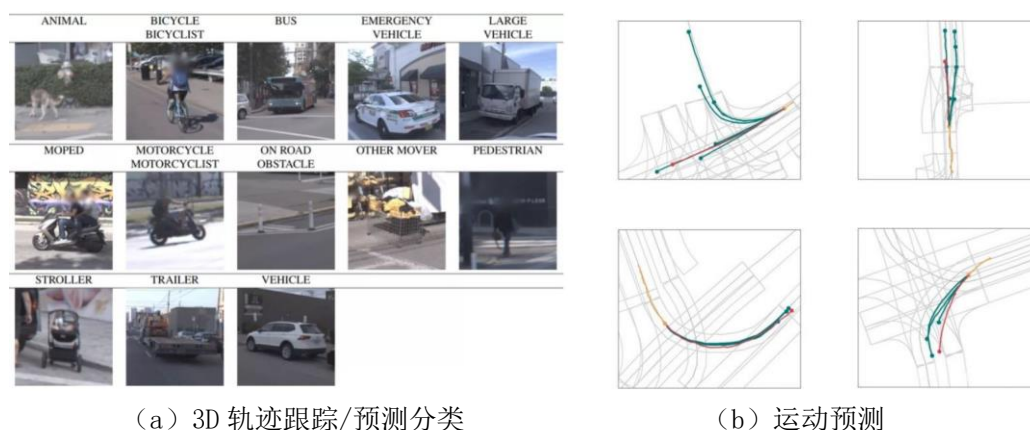 ANIMAL BICYCLE BUS EMERGENCY LARGE
BICYCLIST VEHICLE VEHICLE
MOPED MOTORCYCLE ON ROAD OTHER MOVER PEDESTRIAN
MOTORCYCLIST OBSTACLE
STROLLER TRAILER VEHICLE
(a) 3D 轨迹跟踪/预测分类 (b) 运动预测